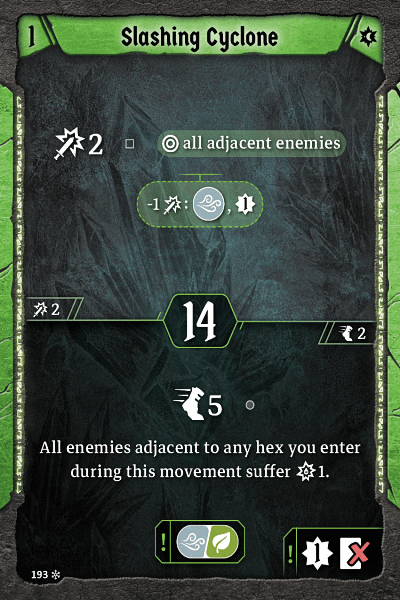 1 Slashing Cyclone
2 all adjacent enemies
-1 : , 1
2
14
2
5
All enemies adjacent to any hex you enter
during this movement suffer 1.
! ! 1
193